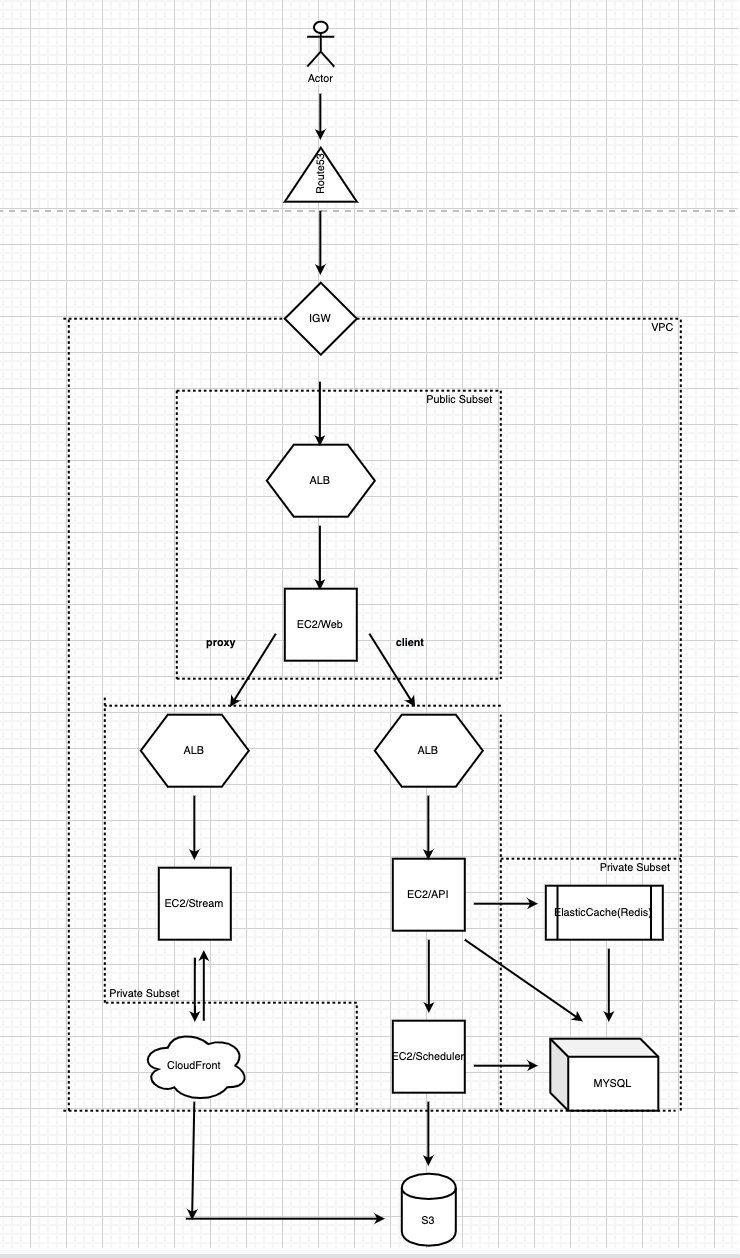 Actor
Route53
IGW
VPC
Public Subset
ALB
EC2/Web
proxy
client
ALB
ALB
Private Subset
EC2/Stream
EC2/API
ElasticCache(Redis)
Private Subset
CloudFront
EC2/Scheduler
MYSQL
S3